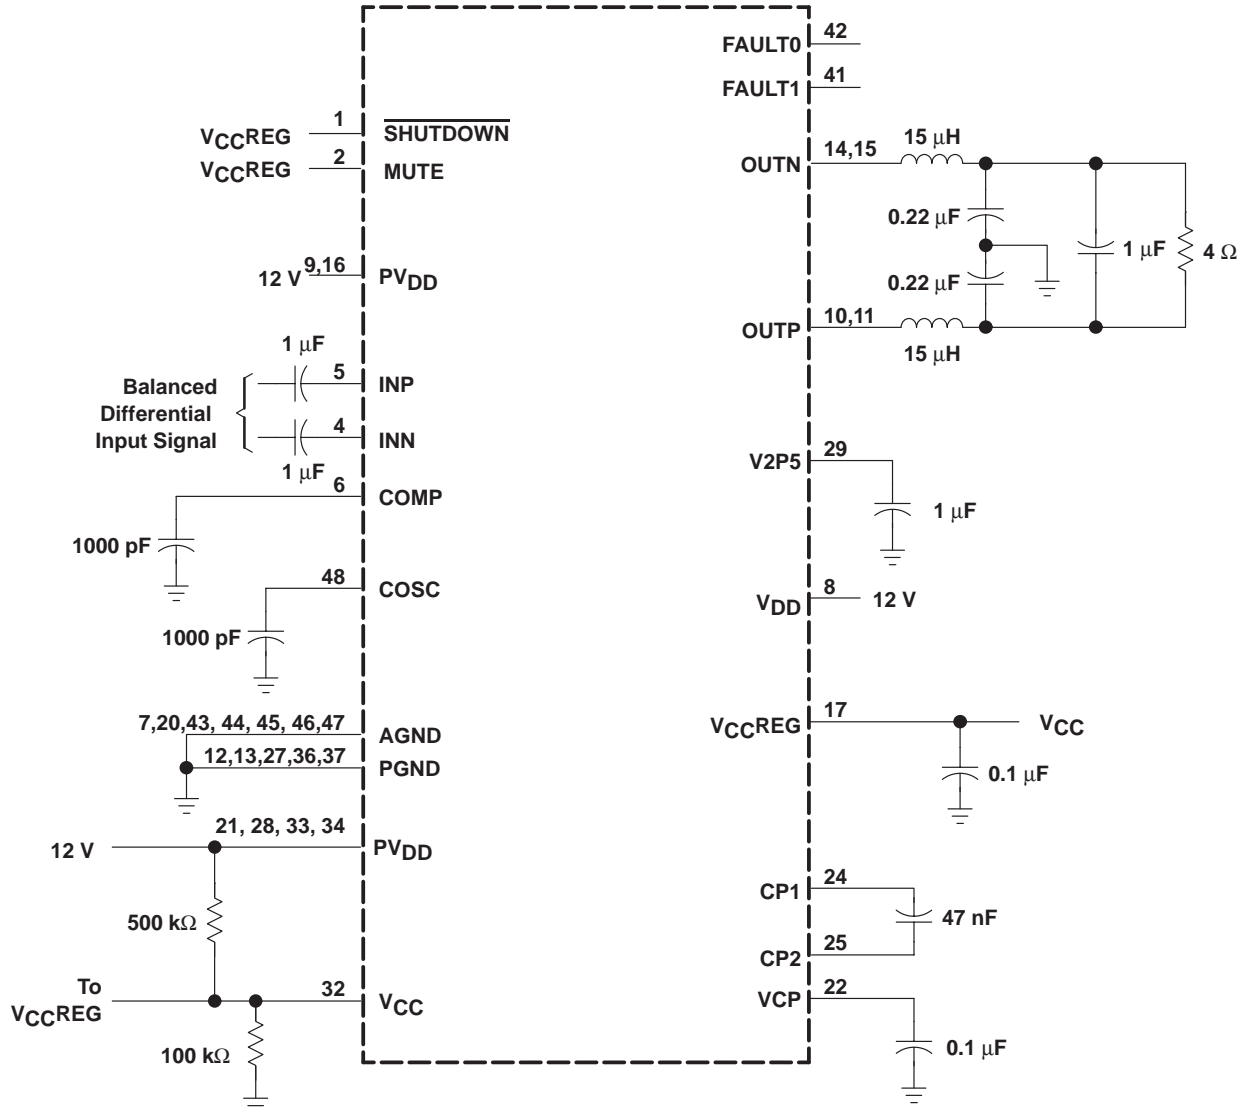 42
FAULT0
41
FAULT1
1
VCCREG
SHUTDOWN
2
VCCREG
MUTE
15 μH
14,15
OUTN
0.22 μF
1 μF
4 Ω
0.22 μF
10,11
OUTP
15 μH
9,16
12 V
PVDD
1 μF
5
INP
Balanced
Differential
Input Signal
4
INN
1 μF
6
COMP
1000 pF
29
V2P5
1 μF
48
COSC
1000 pF
8
VDD
12 V
7,20,43, 44, 45, 46,47
AGND
12,13,27,36,37
PGND
17
VCCREG
VCC
0.1 μF
21, 28, 33, 34
12 V
PVDD
500 kΩ
24
CP1
47 nF
25
CP2
To
VCCREG
32
VCC
100 kΩ
22
VCP
0.1 μF